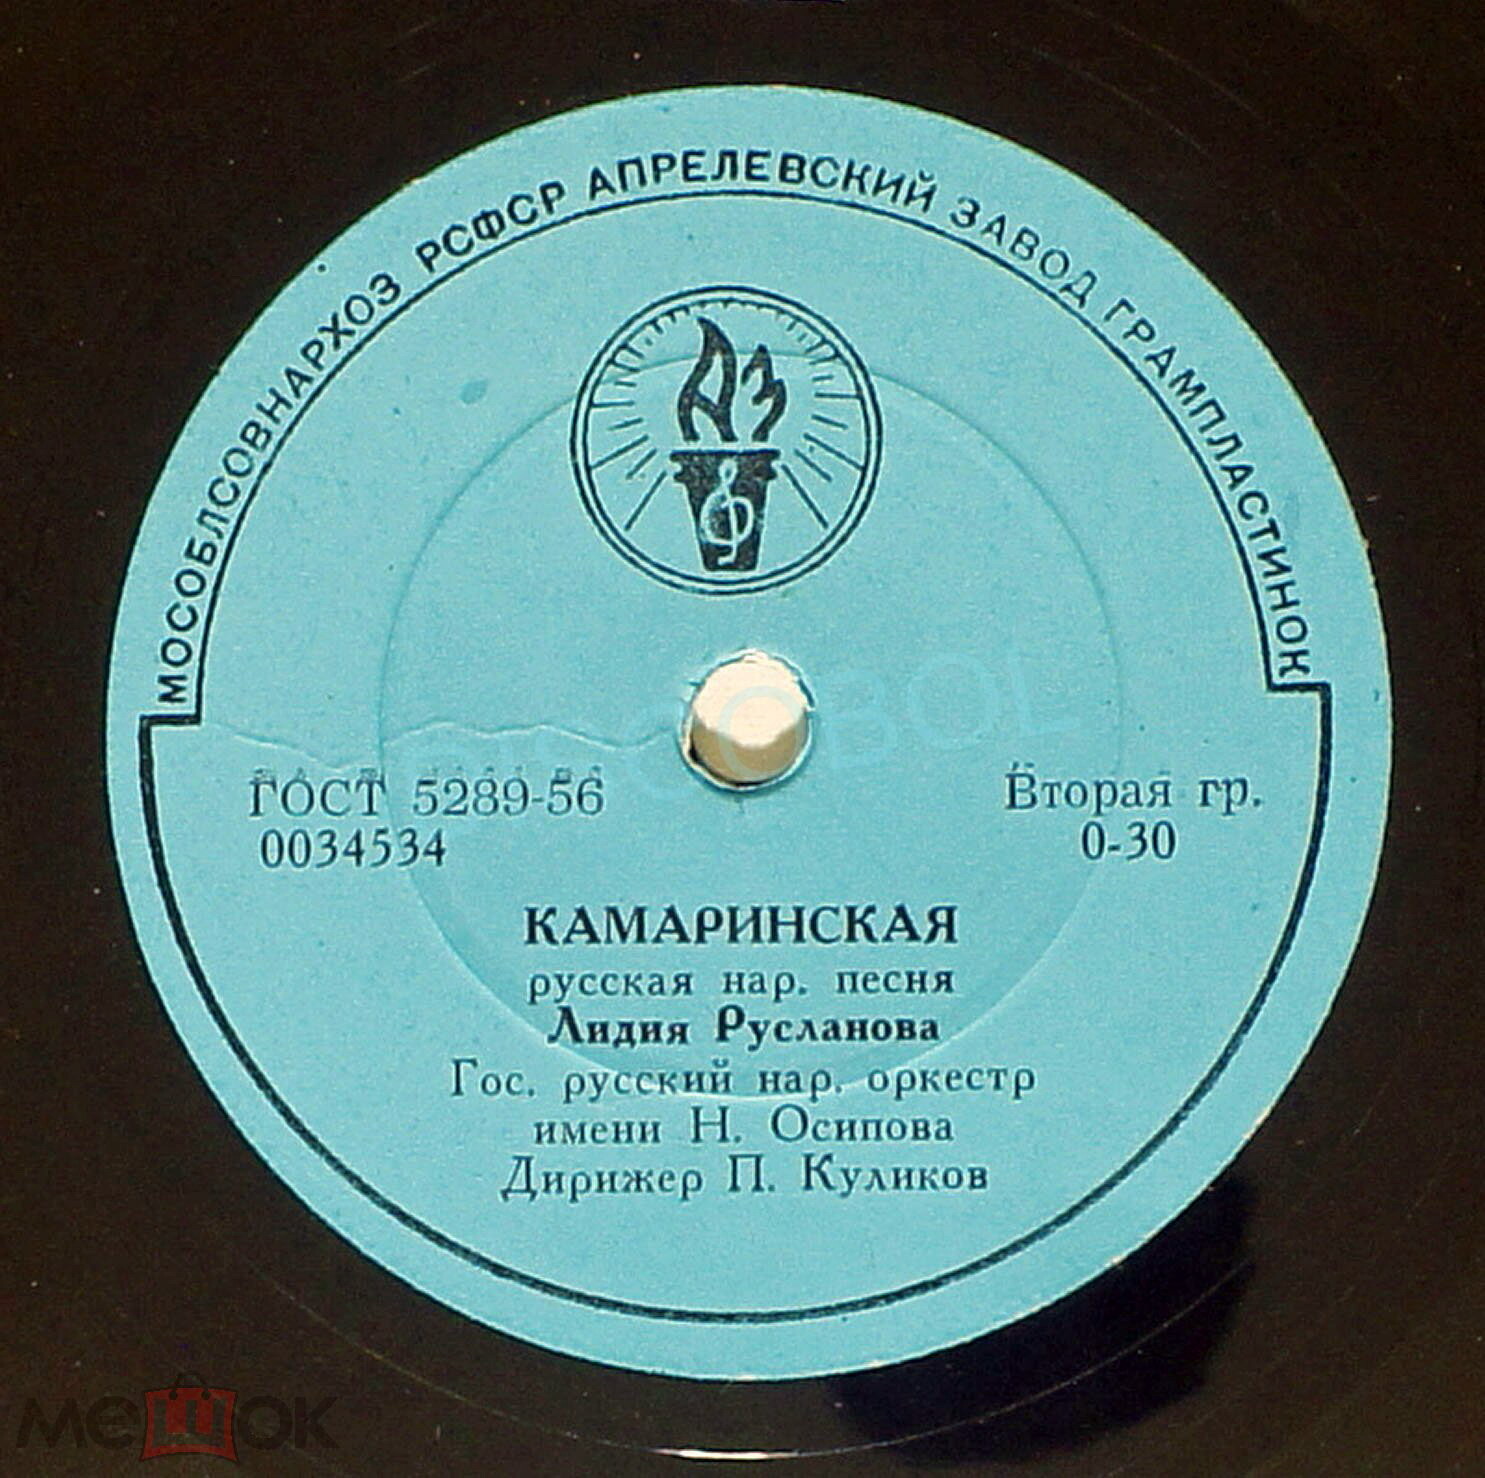 МОСОБЛСОВНАРХОЗ РСФСР АПРЕЛЕВСКИЙ ЗАВОД ГРАМПЛАСТИНОК
АЗ
ГОСТ 5289-56
Вторая гр.
0034534
0-30
КАМАРИНСКАЯ
русская нар. песня
Лидия Русланова
Гос. русский нар. оркестр
имени Н. Осипова
Дирижер П. Куликов
мешок